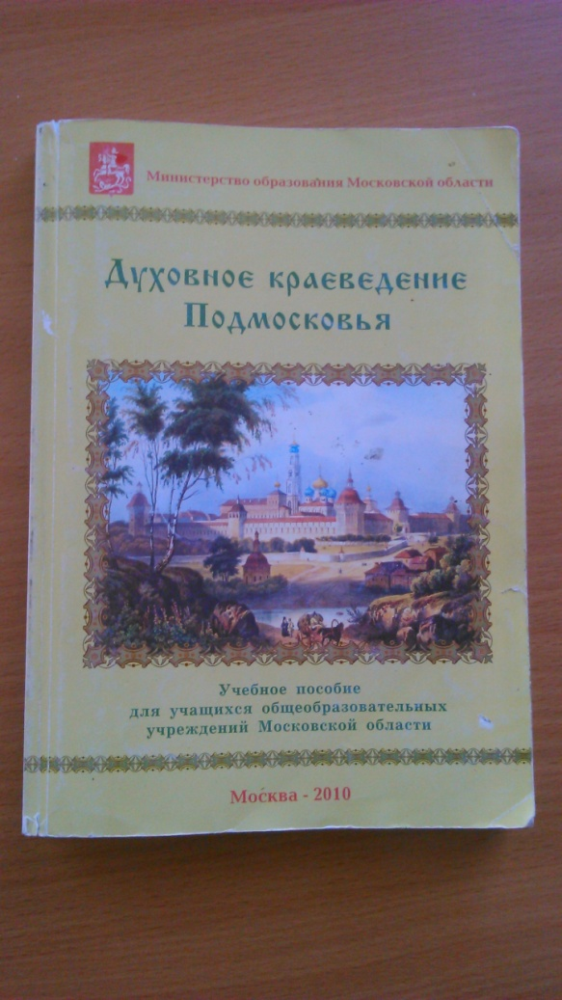 Министерство образования Московской области
Духовное краеведение
Подмосковья
Учебное пособие
для учащихся общеобразовательных
учреждений Московской области
Москва - 2010